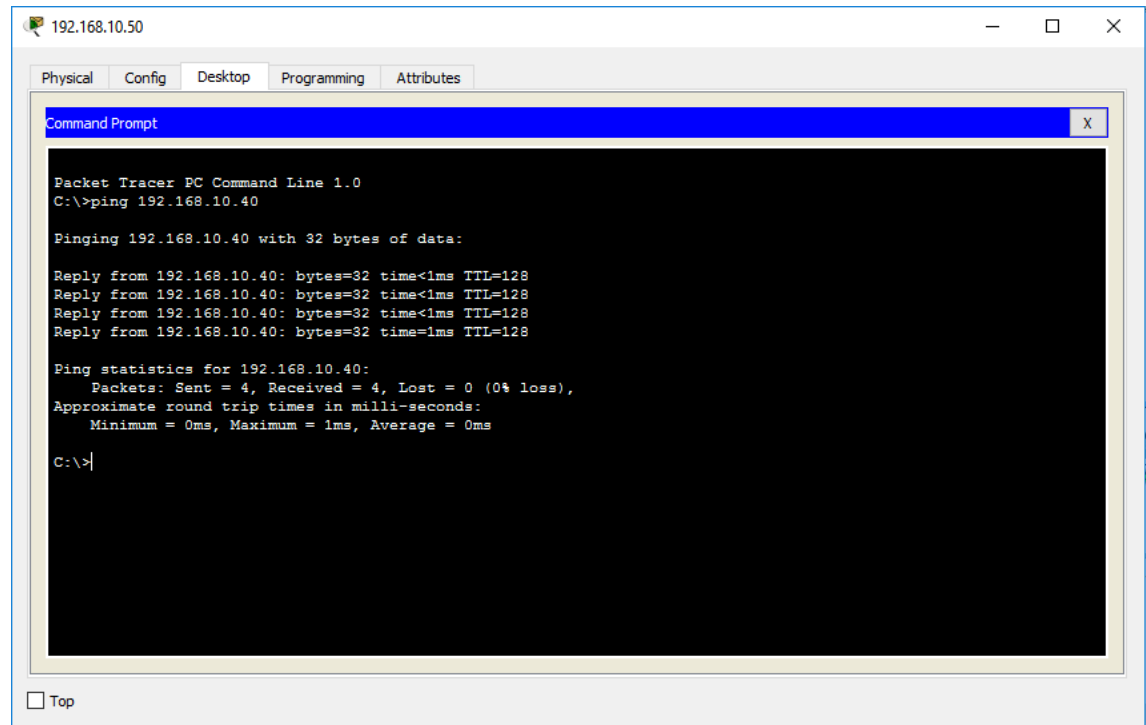 192.168.10.50
Physical Config Desktop Programming Attributes
Command Prompt X
Packet Tracer PC Command Line 1.0
C:\>ping 192.168.10.40
Pinging 192.168.10.40 with 32 bytes of data:
Reply from 192.168.10.40: bytes=32 time<1ms TTL=128
Reply from 192.168.10.40: bytes=32 time<1ms TTL=128
Reply from 192.168.10.40: bytes=32 time<1ms TTL=128
Reply from 192.168.10.40: bytes=32 time=1ms TTL=128
Ping statistics for 192.168.10.40:
Packets: Sent = 4, Received = 4, Lost = 0 (0% loss),
Approximate round trip times in milli-seconds:
Minimum = 0ms, Maximum = 1ms, Average = 0ms
C:\>
Top